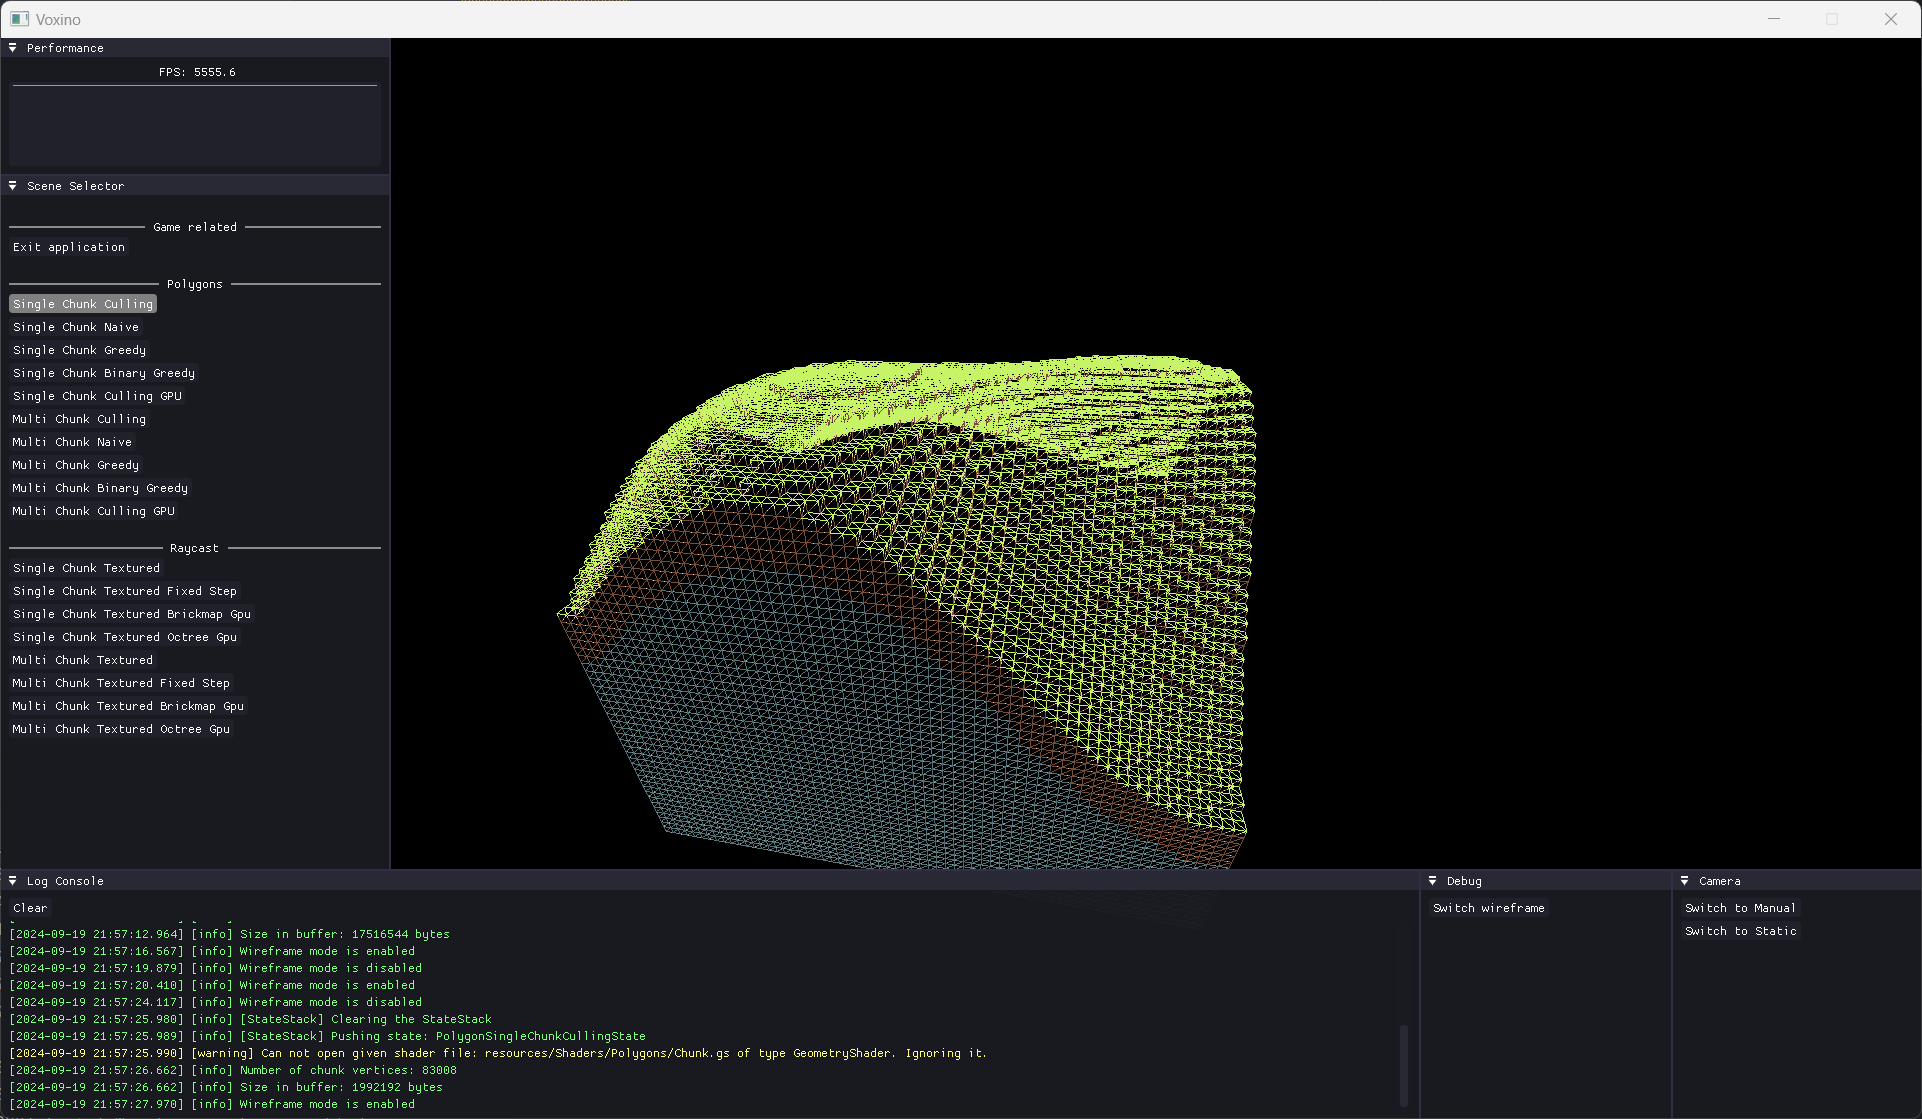 Voxino
Performance
FPS: 5555.6
Scene Selector
Game related
Exit application
Polygons
Single Chunk Culling
Single Chunk Naive
Single Chunk Greedy
Single Chunk Binary Greedy
Single Chunk Culling GPU
Multi Chunk Culling
Multi Chunk Naive
Multi Chunk Greedy
Multi Chunk Binary Greedy
Multi Chunk Culling GPU
Raycast
Single Chunk Textured
Single Chunk Textured Fixed Step
Single Chunk Textured Brickmap Gpu
Single Chunk Textured Octree Gpu
Multi Chunk Textured
Multi Chunk Textured Fixed Step
Multi Chunk Textured Brickmap Gpu
Multi Chunk Textured Octree Gpu
Log Console
Clear
[2024-09-19 21:57:12.964] [info] Size in buffer: 17516544 bytes
[2024-09-19 21:57:16.567] [info] Wireframe mode is enabled
[2024-09-19 21:57:19.879] [info] Wireframe mode is disabled
[2024-09-19 21:57:20.410] [info] Wireframe mode is enabled
[2024-09-19 21:57:24.117] [info] Wireframe mode is disabled
[2024-09-19 21:57:25.980] [info] [StateStack] Clearing the StateStack
[2024-09-19 21:57:25.989] [info] [StateStack] Pushing state: PolygonSingleChunkCullingState
[2024-09-19 21:57:25.990] [warning] Can not open given shader file: resources/Shaders/Polygons/Chunk.gs of type GeometryShader. Ignoring it.
[2024-09-19 21:57:26.662] [info] Number of chunk vertices: 83008
[2024-09-19 21:57:26.662] [info] Size in buffer: 1992192 bytes
[2024-09-19 21:57:27.970] [info] Wireframe mode is enabled
Debug
Switch wireframe
Camera
Switch to Manual
Switch to Static